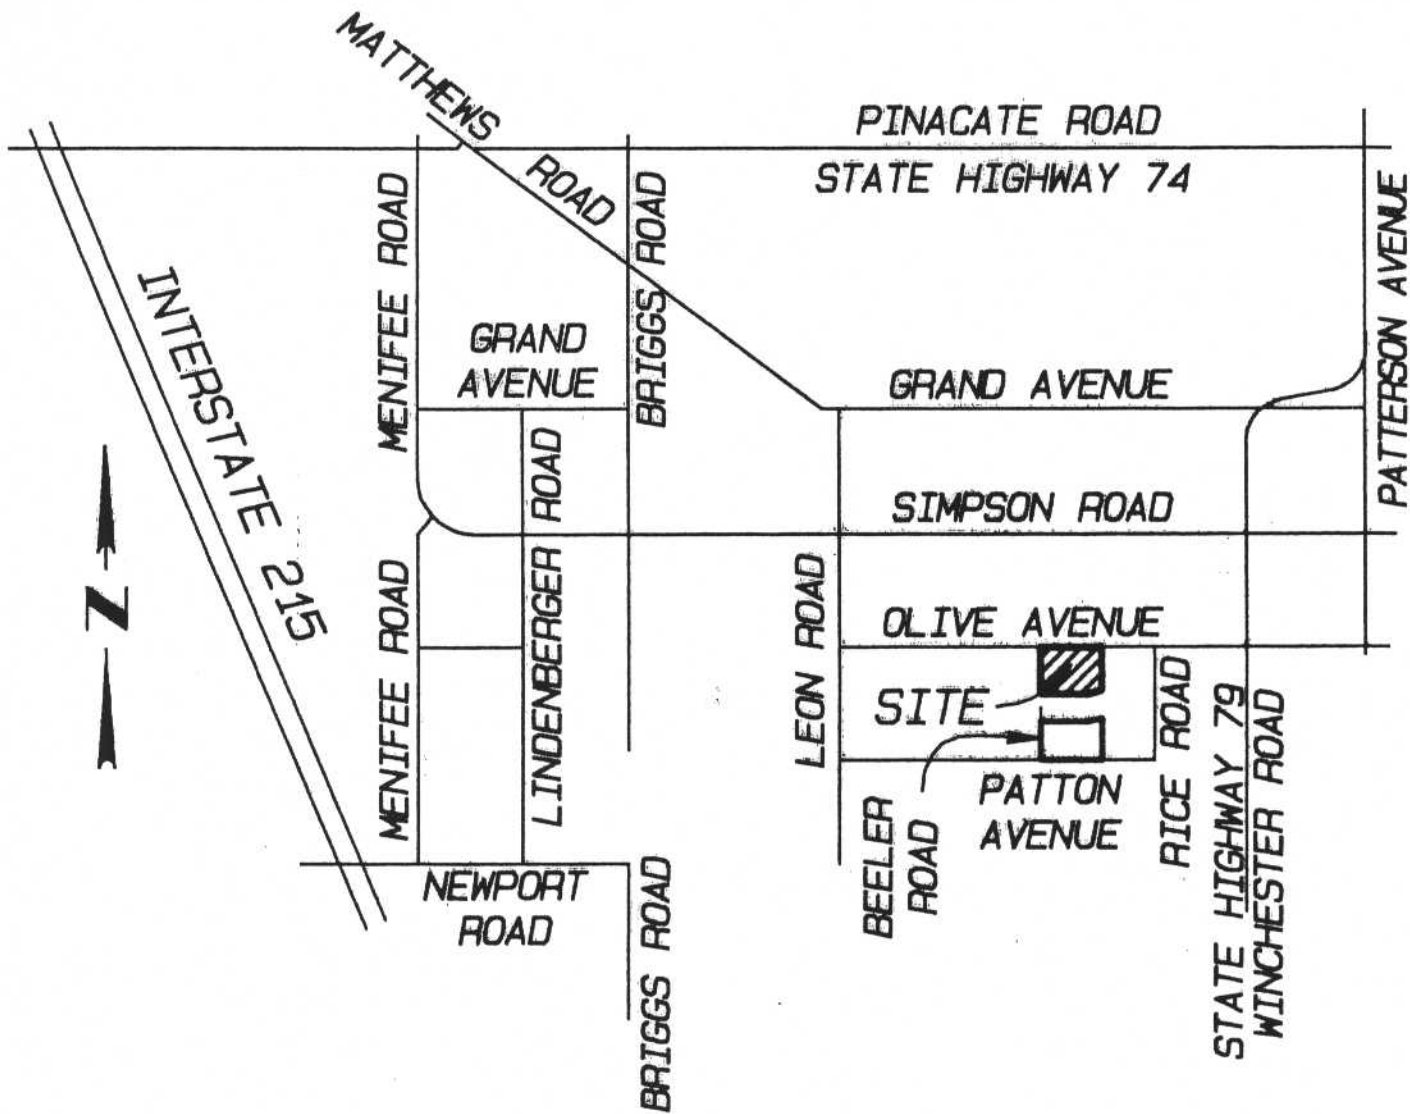 MATTHEWS ROAD
PINACATE ROAD
STATE HIGHWAY 74
MENIFEE ROAD
BRIGGS ROAD
PATTERSON AVENUE
INTERSTATE 215
GRAND
AVENUE
GRAND AVENUE
LINDENBERGER ROAD
SIMPSON ROAD
N
MENIFEE ROAD
LEON ROAD
OLIVE AVENUE
SITE
RICE ROAD
STATE HIGHWAY 79
WINCHESTER ROAD
PATTON
AVENUE
BEELER
ROAD
NEWPORT
ROAD
BRIGGS ROAD